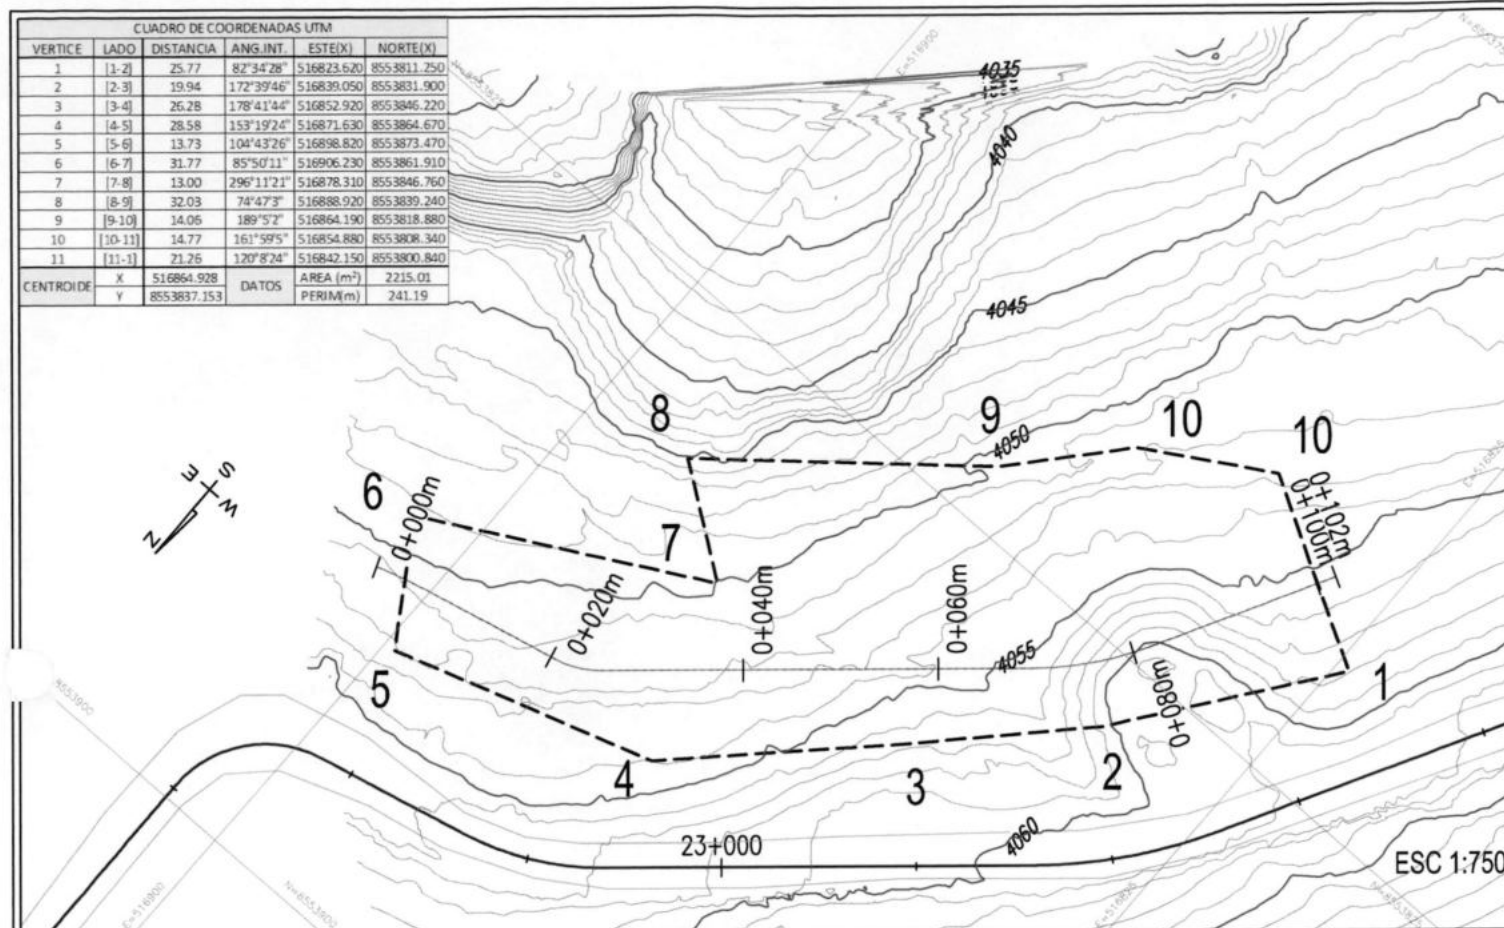 CUADRO DE COORDENADAS UTM
VERTICE LADO DISTANCIA ANG.INT. ESTE(X) NORTE(X)
1 [1-2] 25.77 82°34'28" 516823.620 8553811.250
2 [2-3] 19.94 172°39'46" 516839.050 8553831.900
3 [3-4] 26.28 178°41'44" 516852.920 8553846.220
4 [4-5] 28.58 153°19'24" 516871.630 8553864.670
5 [5-6] 13.73 104°43'26" 516898.820 8553873.470
6 [6-7] 31.77 85°50'11" 516906.230 8553861.910
7 [7-8] 13.00 296°11'21" 516878.310 8553846.760
8 [8-9] 32.03 74°47'3" 516888.920 8553839.240
9 [9-10] 14.06 189°5'2" 516864.190 8553818.880
10 [10-11] 14.77 161°59'5" 516854.880 8553808.340
11 [11-1] 21.26 120°8'24" 516842.150 8553800.840
CENTROIDE X 516864.928 DATOS AREA (m²) 2215.01
Y 8553837.153 PERIM(m) 241.19
E=516900
4035
4040
4045
8
9
10
10
4050
6
7
0+000m
0+020m
0+040m
0+060m
0+080m
0+100m
0+102m
S
E
W
N
4055
5
4
3
2
1
8553900
23+000
4060
ESC 1:750
E=516900
N=8553900
E=516825
N=8553825